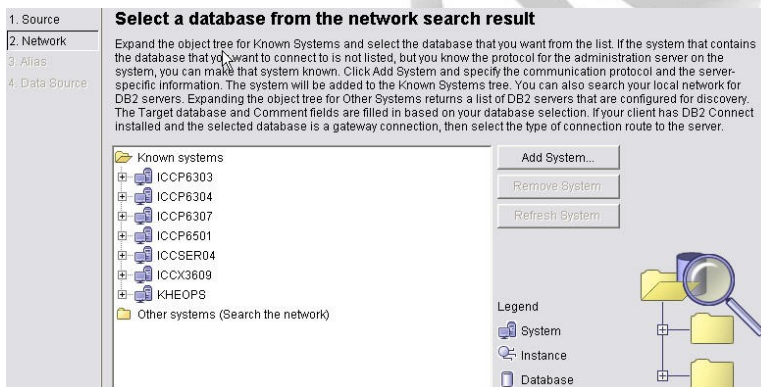 1. Source
2. Network
3. Alias
4. Data Source
Select a database from the network search result
Expand the object tree for Known Systems and select the database that you want from the list. If the system that contains
the database that you want to connect to is not listed, but you know the protocol for the administration server on the
system, you can make that system known. Click Add System and specify the communication protocol and the server-
specific information. The system will be added to the Known Systems tree. You can also search your local network for
DB2 servers. Expanding the object tree for Other Systems returns a list of DB2 servers that are configured for discovery.
The Target database and Comment fields are filled in based on your database selection. If your client has DB2 Connect
installed and the selected database is a gateway connection, then select the type of connection route to the server.
Known systems
ICCP6303
ICCP6304
ICCP6307
ICCP6501
ICCSER04
ICCX3609
KHEOPS
Other systems (Search the network)
Add System...
Remove System
Refresh System
Legend
System
Instance
Database